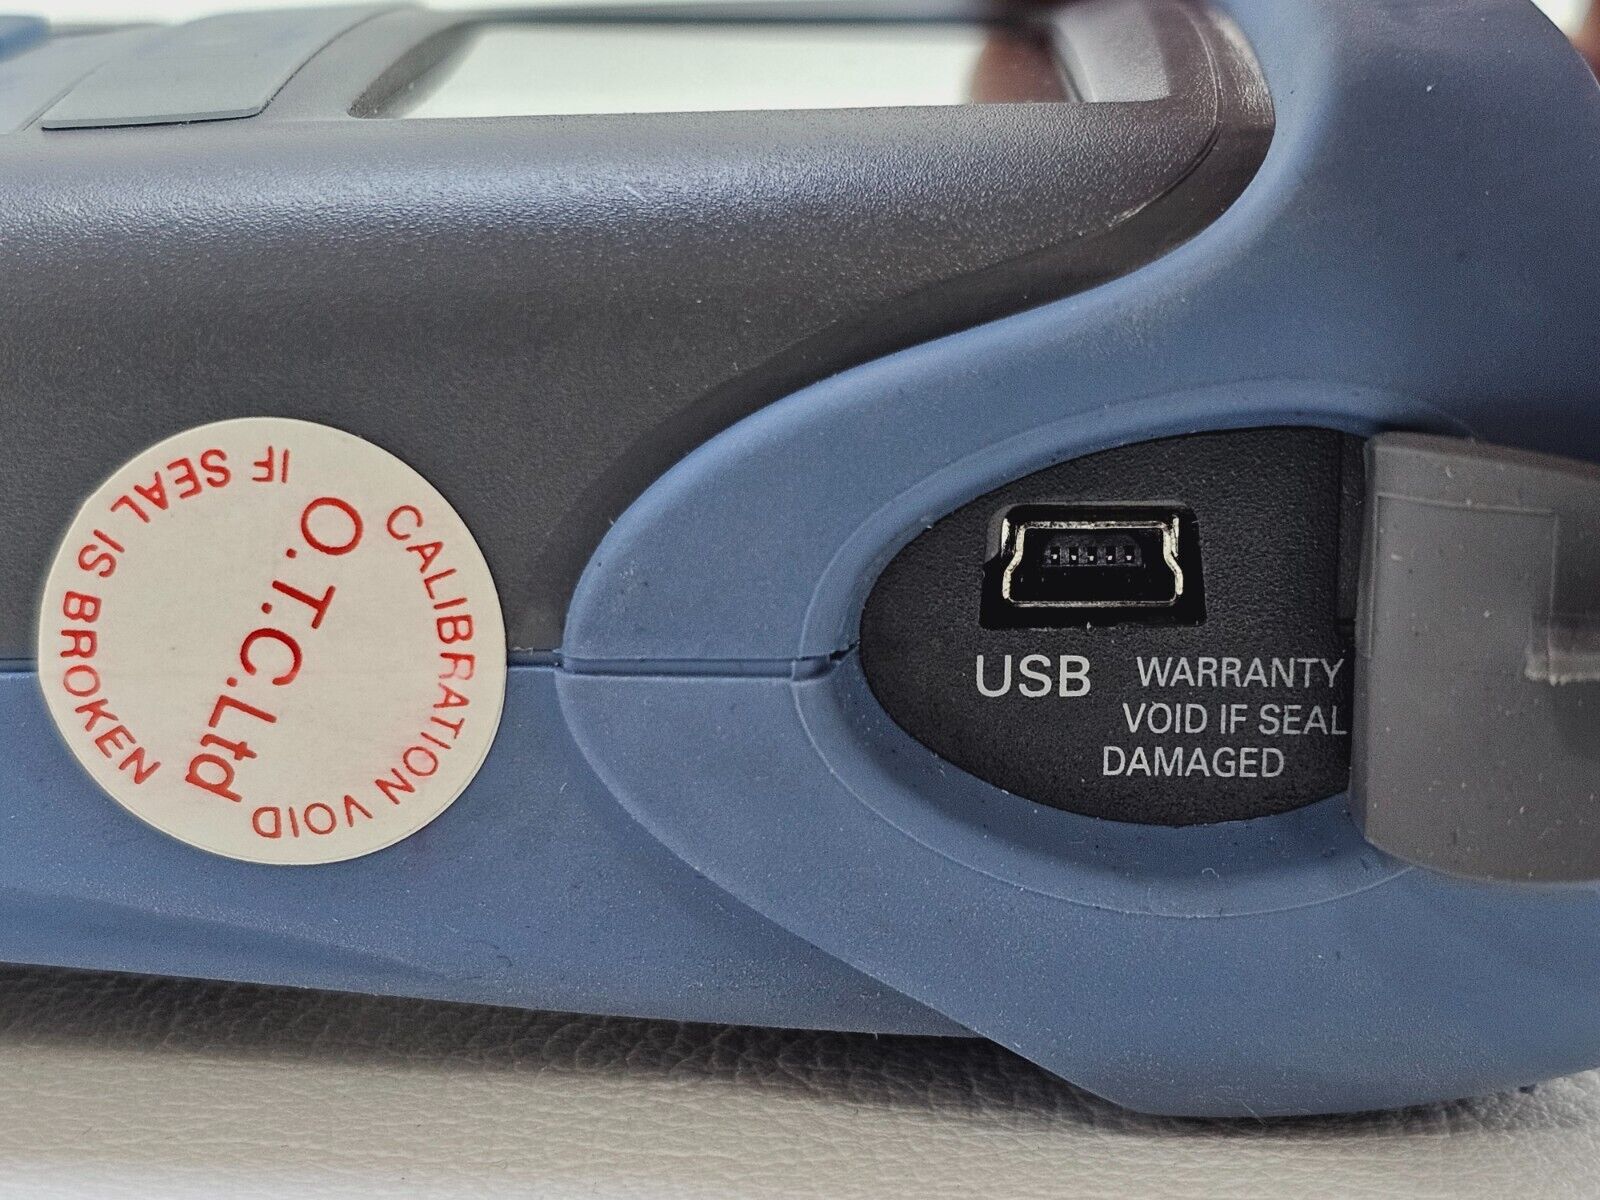 CALIBRATION VOID
IF SEAL IS BROKEN
O.T.C.Ltd
USB
WARRANTY
VOID IF SEAL
DAMAGED